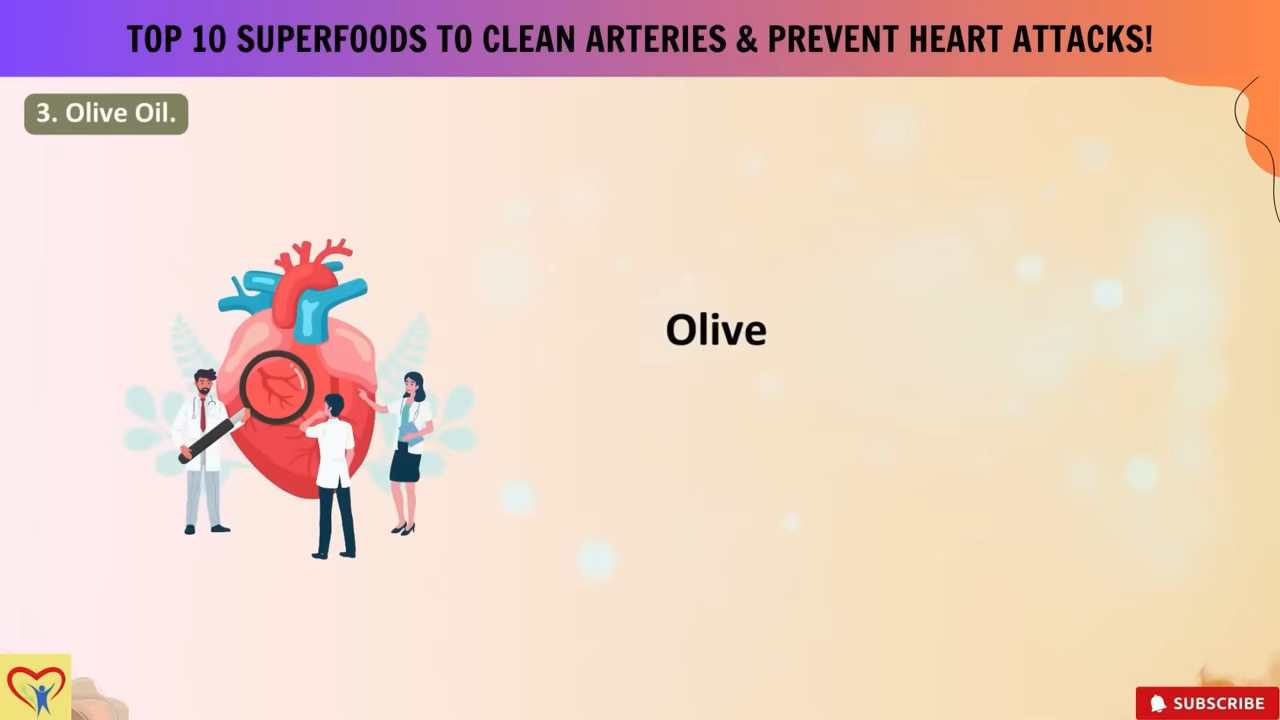 TOP 10 SUPERFOODS TO CLEAN ARTERIES & PREVENT HEART ATTACKS!
3. Olive Oil.
Olive
SUBSCRIBE